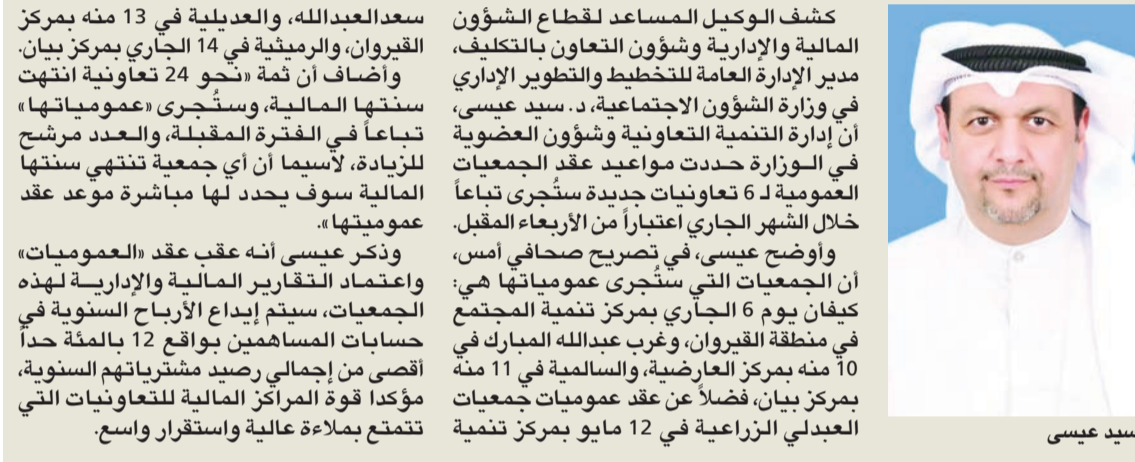 كشف الوكيل المساعد لقطاع الشؤون
المالية والإدارية وشؤون التعاون بالتكليف،
مدير الإدارة العامة للتخطيط والتطوير الإداري
في وزارة الشؤون الاجتماعية، د. سيد عيسى،
أن إدارة التنمية التعاونية وشؤون العضوية
في الوزارة حددت مواعيد عقد الجمعيات
العمومية لـ 6 تعاونيات جديدة ستُجرى تباعاً
خلال الشهر الجاري اعتباراً من الأربعاء المقبل.
وأوضح عيسى، في تصريح صحافي أمس،
أن الجمعيات التي ستُجرى عمومياتها هي:
كيفان يوم 6 الجاري بمركز تنمية المجتمع
في منطقة القيروان، وغرب عبدالله المبارك في
10 منه بمركز العارضية، والسالمية في 11 منه
بمركز بيان، فضلاً عن عقد عموميات جمعيات
العبدلي الزراعية في 12 مايو بمركز تنمية
سعدالعبدالله، والعديلية في 13 منه بمركز
القيروان، والرميثية في 14 الجاري بمركز بيان.
وأضاف أن ثمة «نحو 24 تعاونية انتهت
سنتها المالية، وستُجرى «عمومياتها»
تباعاً في الفترة المقبلة، والعدد مرشح
للزيادة، لاسيما أن أي جمعية تنتهي سنتها
المالية سوف يحدد لها مباشرة موعد عقد
عموميتها».
وذكر عيسى أنه عقب عقد «العموميات»
واعتماد التقارير المالية والإدارية لهذه
الجمعيات، سيتم إيداع الأرباح السنوية في
حسابات المساهمين بواقع 12 بالمئة حداً
أقصى من إجمالي رصيد مشترياتهم السنوية،
مؤكدا قوة المراكز المالية للتعاونيات التي
تتمتع بملاءة عالية واستقرار واسع.
سيد عيسى